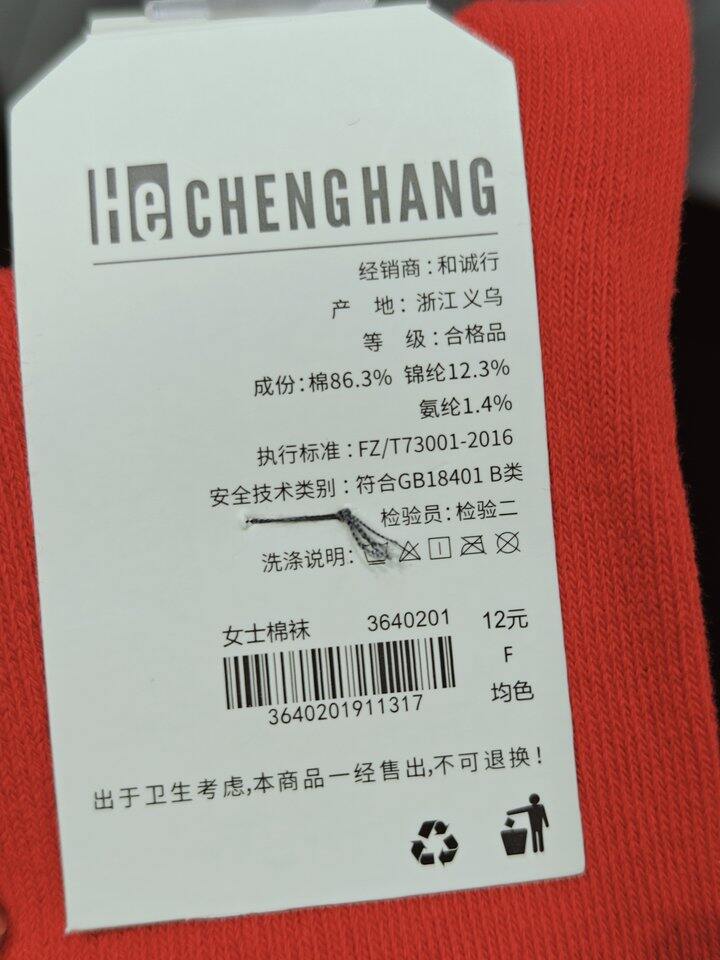 He CHENGHANG
经销商:和诚行
产 地:浙江义乌
等 级:合格品
成份:棉86.3% 锦纶12.3%
氨纶1.4%
执行标准:FZ/T73001-2016
安全技术类别:符合GB18401 B类
检验员:检验二
洗涤说明:
女士棉袜 3640201 12元
F
3640201911317 均色
出于卫生考虑,本商品一经售出,不可退换!